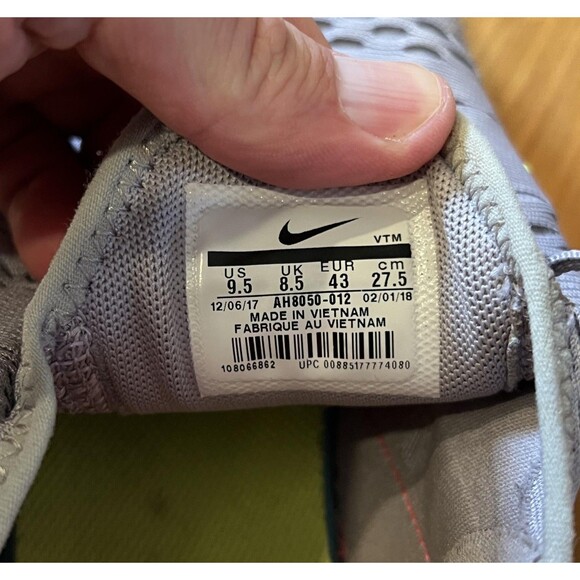 VTM
US UK EUR cm
9.5 8.5 43 27.5
12/06/17 AH8050-012 02/01/18
MADE IN VIETNAM
FABRIQUE AU VIETNAM
108066862 UPC 00885177774080